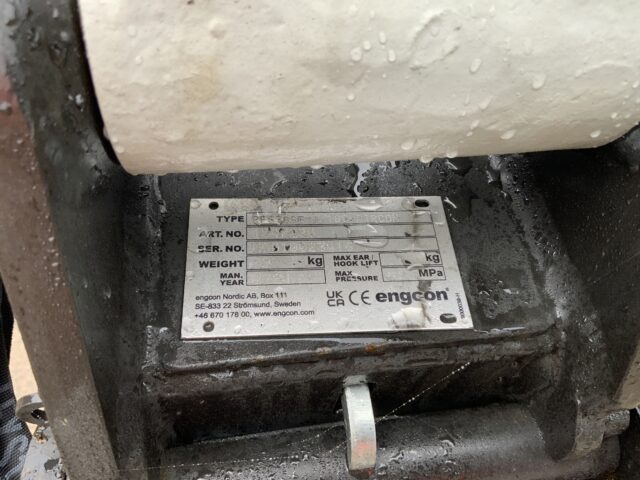 TYPE
ART. NO.
SER. NO.
WEIGHT kg MAX EAR / HOOK LIFT kg
MAN. YEAR MAX PRESSURE MPa
engcon Nordic AB, Box 111
SE-833 22 Strömsund, Sweden
+46 670 178 00, www.engcon.com
UK CA CE engcon